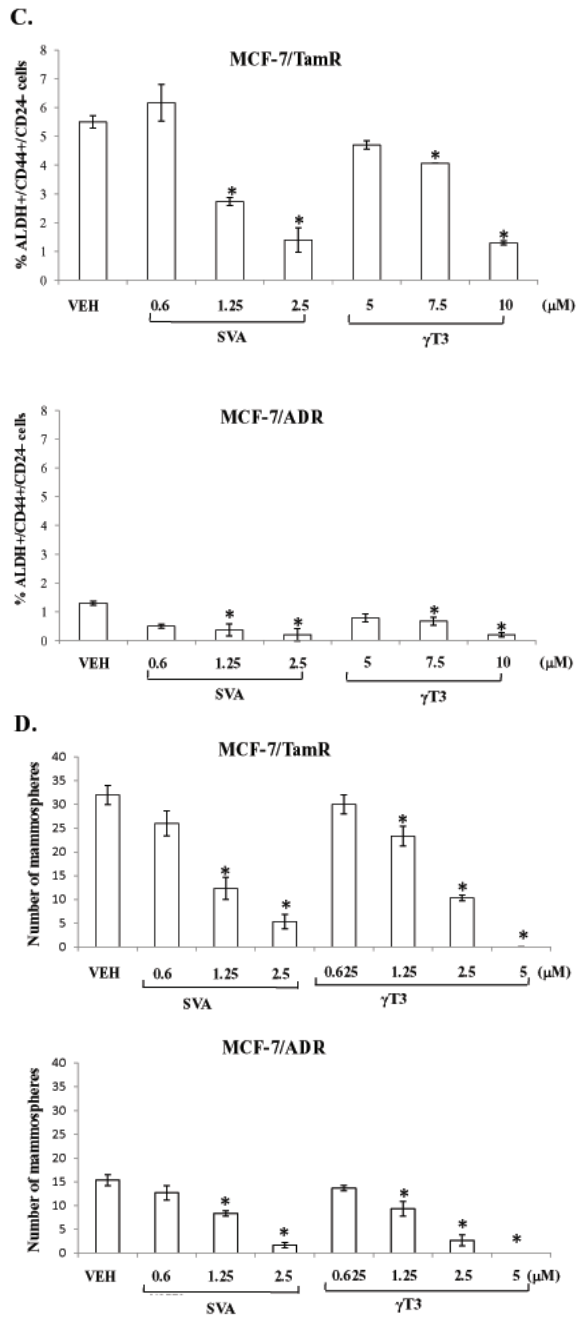 C.
MCF-7/TamR
% ALDH+/CD44+/CD24- cells
8
7
6
5
4
3
2
1
0
* * * *
VEH 0.6 1.25 2.5 5 7.5 10 (μM)
SVA γT3
MCF-7/ADR
% ALDH+/CD44+/CD24- cells
8
7
6
5
4
3
2
1
0
* * * *
VEH 0.6 1.25 2.5 5 7.5 10 (μM)
SVA γT3
D.
MCF-7/TamR
Number of mammospheres
40
35
30
25
20
15
10
5
0
* * * * *
VEH 0.6 1.25 2.5 0.625 1.25 2.5 5 (μM)
SVA γT3
MCF-7/ADR
Number of mammospheres
40
35
30
25
20
15
10
5
0
* * * * *
VEH 0.6 1.25 2.5 0.625 1.25 2.5 5 (μM)
SVA γT3